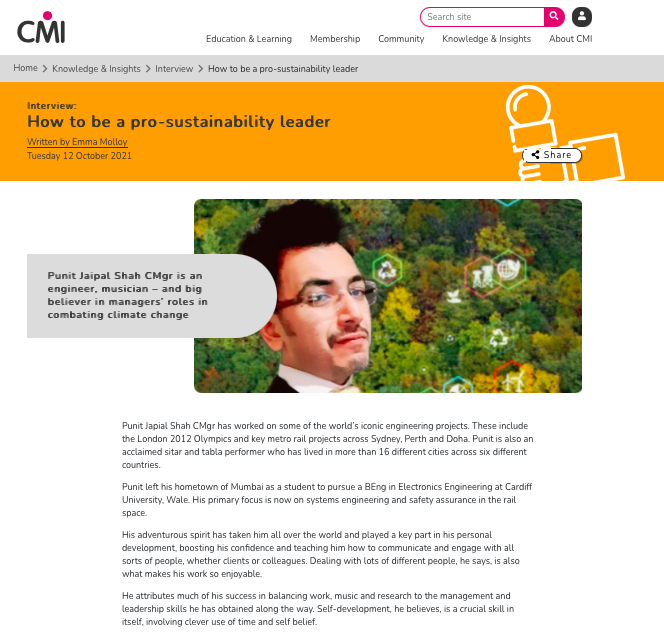 CMI
Search site
Education & Learning Membership Community Knowledge & Insights About CMI
Home > Knowledge & Insights > Interview > How to be a pro-sustainability leader
Interview:
How to be a pro-sustainability leader
Written by Emma Molloy
Tuesday 12 October 2021
Share
Punit Jaipal Shah CMgr is an
engineer, musician – and big
believer in managers' roles in
combating climate change
Punit Japial Shah CMgr has worked on some of the world's iconic engineering projects. These include
the London 2012 Olympics and key metro rail projects across Sydney, Perth and Doha. Punit is also an
acclaimed sitar and tabla performer who has lived in more than 16 different cities across six different
countries.
Punit left his hometown of Mumbai as a student to pursue a BEng in Electronics Engineering at Cardiff
University, Wale. His primary focus is now on systems engineering and safety assurance in the rail
space.
His adventurous spirit has taken him all over the world and played a key part in his personal
development, boosting his confidence and teaching him how to communicate and engage with all
sorts of people, whether clients or colleagues. Dealing with lots of different people, he says, is also
what makes his work so enjoyable.
He attributes much of his success in balancing work, music and research to the management and
leadership skills he has obtained along the way. Self-development, he believes, is a crucial skill in
itself, involving clever use of time and self belief.